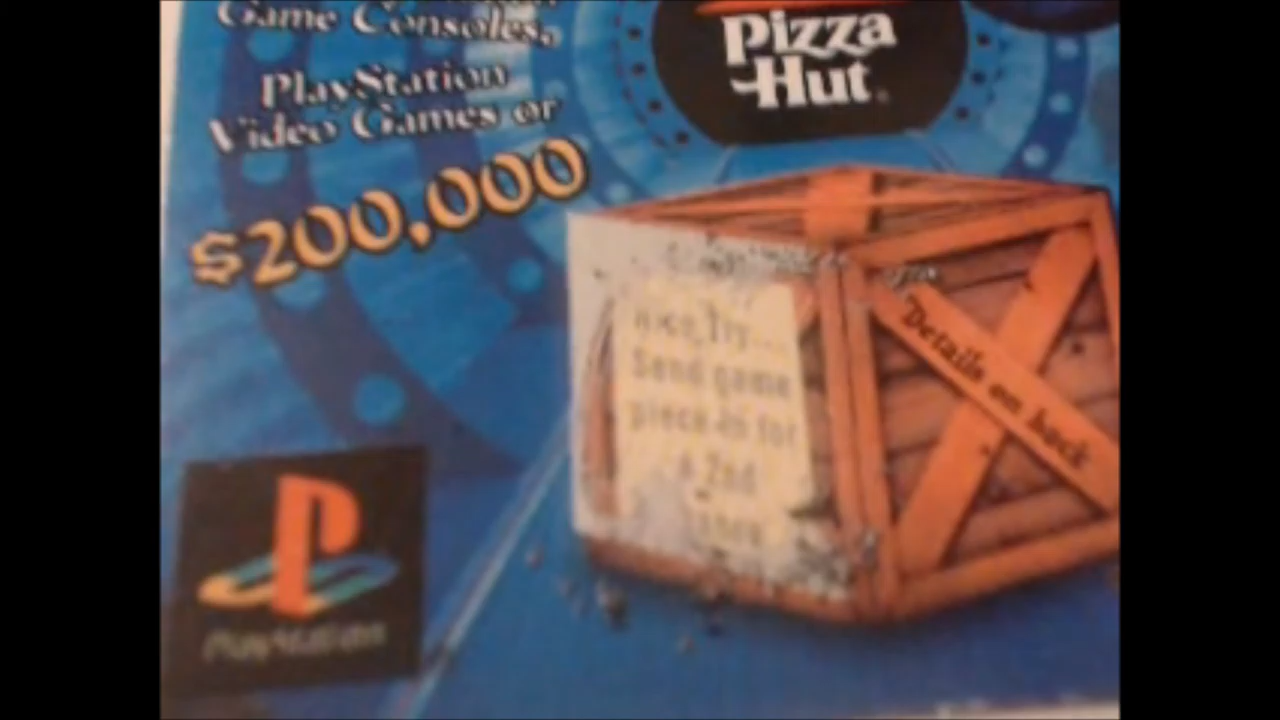 Game Consoles,
PlayStation
Video Games or
$200,000
Pizza
Hut
Nice Try...
Send game
piece in for
a 2nd
Details on back
PlayStation